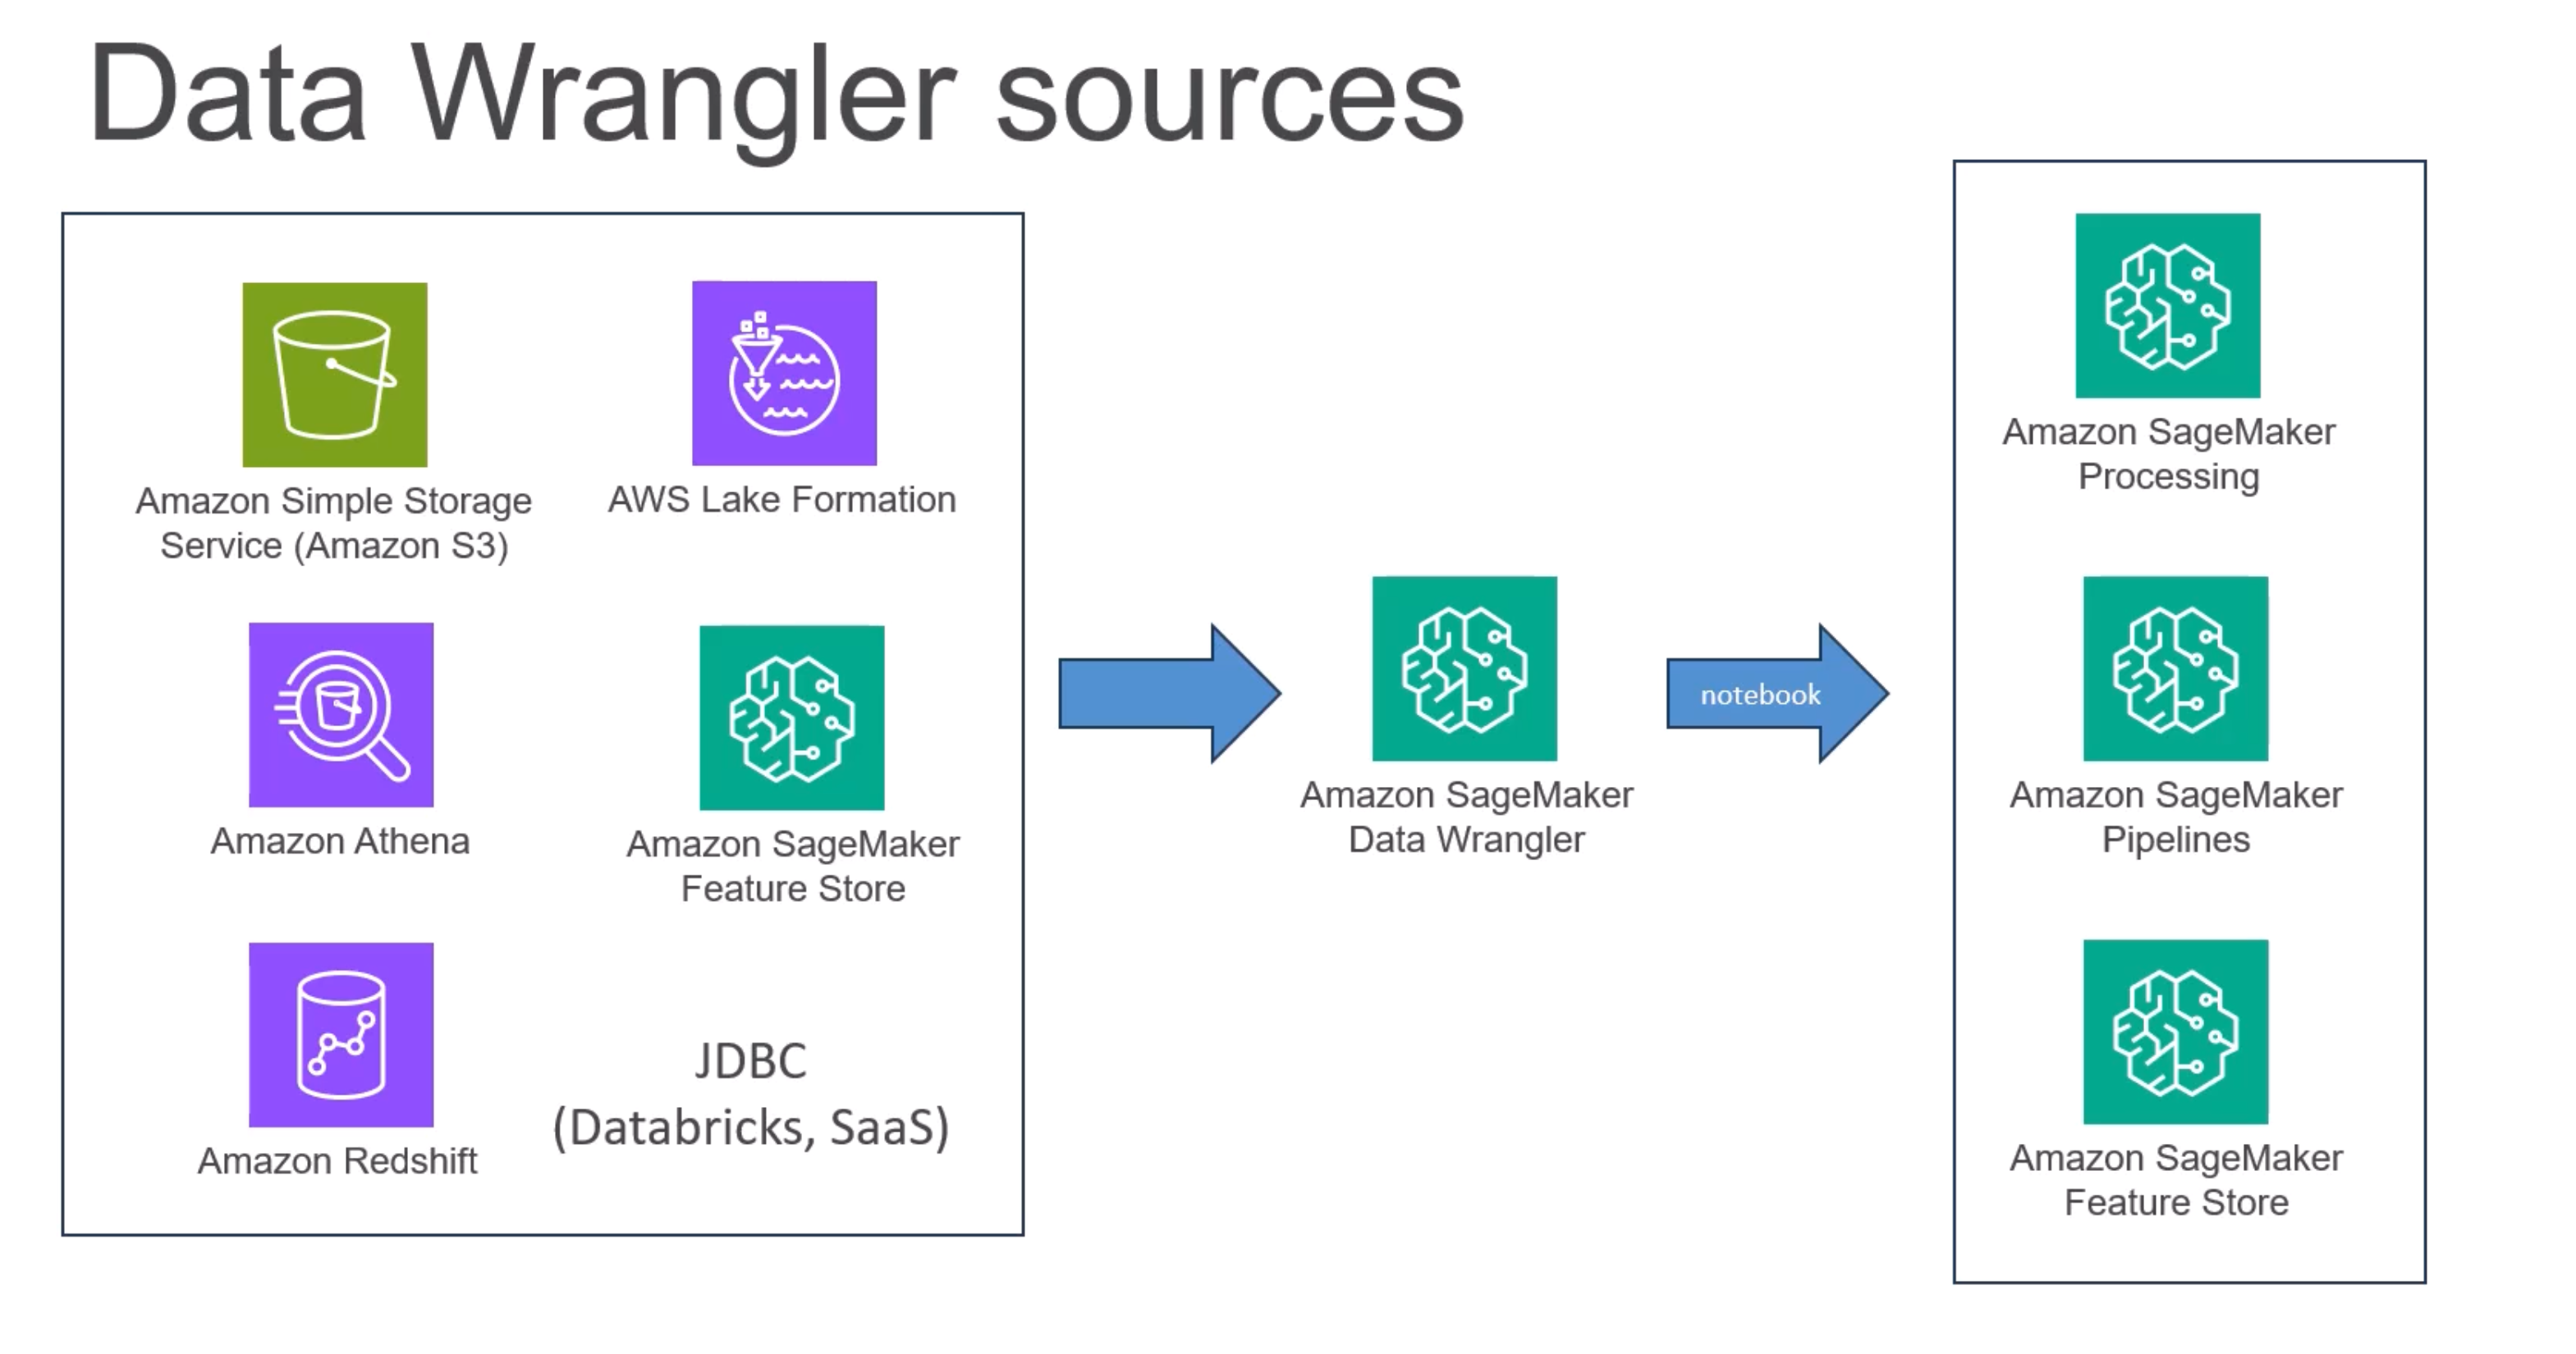 Data Wrangler sources
Amazon Simple Storage
Service (Amazon S3)
AWS Lake Formation
Amazon Athena
Amazon SageMaker
Feature Store
Amazon Redshift
JDBC
(Databricks, SaaS)
Amazon SageMaker
Data Wrangler
notebook
Amazon SageMaker
Processing
Amazon SageMaker
Pipelines
Amazon SageMaker
Feature Store